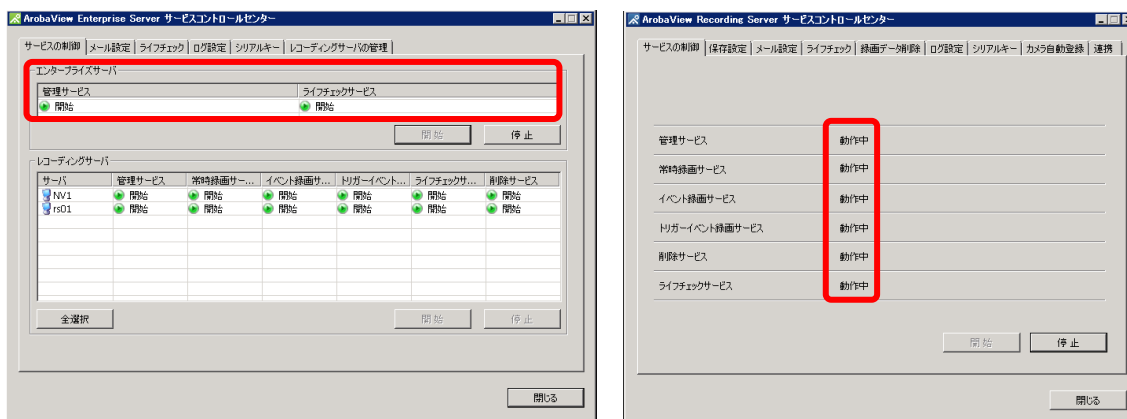 ArobaView Enterprise Server サービスコントロールセンター
サービスの制御 メール設定 ライフチェック ログ設定 シリアルキー レコーディングサーバの管理
エンタープライズサーバ
管理サービス ライフチェックサービス
開始 開始
開始 停止
レコーディングサーバ
サーバ 管理サービス 常時録画サー... イベント録画サ... トリガーイベント... ライフチェックサ... 削除サービス
NV1 開始 開始 開始 開始 開始 開始
rs01 開始 開始 開始 開始 開始 開始
全選択 開始 停止
閉じる
ArobaView Recording Server サービスコントロールセンター
サービスの制御 保存設定 メール設定 ライフチェック 録画データ削除 ログ設定 シリアルキー カメラ自動登録 連携
管理サービス 動作中
常時録画サービス 動作中
イベント録画サービス 動作中
トリガーイベント録画サービス 動作中
削除サービス 動作中
ライフチェックサービス 動作中
開始 停止
閉じる